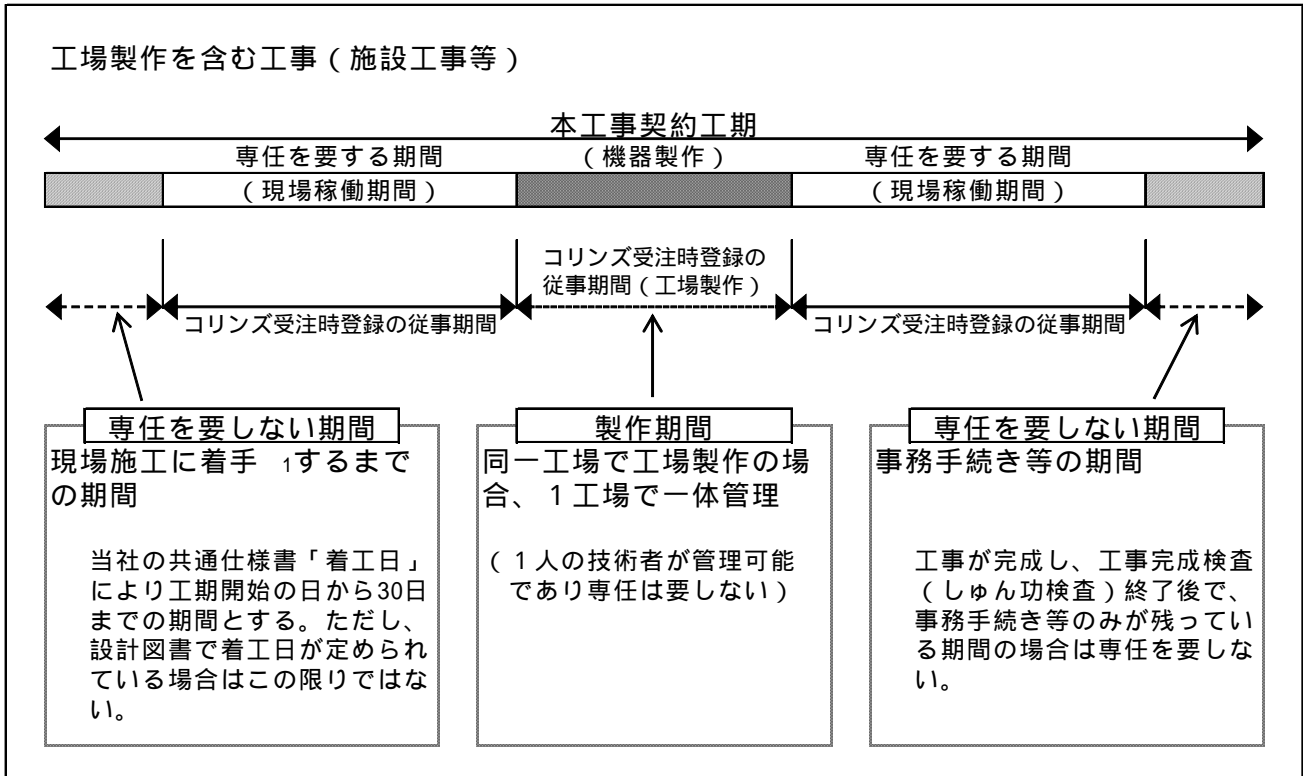 工場製作を含む工事（施設工事等）
本工事契約工期
専任を要する期間
（機器製作）
専任を要する期間
（現場稼働期間）
（現場稼働期間）
コリンズ受注時登録の
従事期間（工場製作）
コリンズ受注時登録の従事期間
コリンズ受注時登録の従事期間
専任を要しない期間
現場施工に着手 1するまで
の期間
当社の共通仕様書「着工日」
により工期開始の日から30日
までの期間とする。ただし、
設計図書で着工日が定められ
ている場合はこの限りではな
い。
製作期間
同一工場で工場製作の場
合、１工場で一体管理
（１人の技術者が管理可能
であり専任は要しない）
専任を要しない期間
事務手続き等の期間
工事が完成し、工事完成検査
（しゅん功検査）終了後で、
事務手続き等のみが残ってい
る期間の場合は専任を要しな
い。